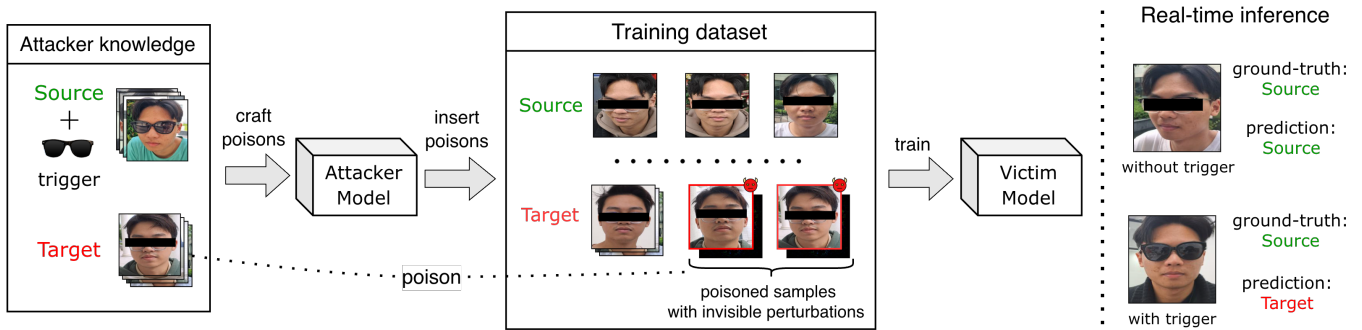 Attacker knowledge
Source
+
trigger
Target
craft
poisons
Attacker
Model
insert
poisons
poison
Training dataset
Source
Target
poisoned samples
with invisible perturbations
train
Victim
Model
Real-time inference
ground-truth:
Source
prediction:
Source
without trigger
ground-truth:
Source
prediction:
Target
with trigger